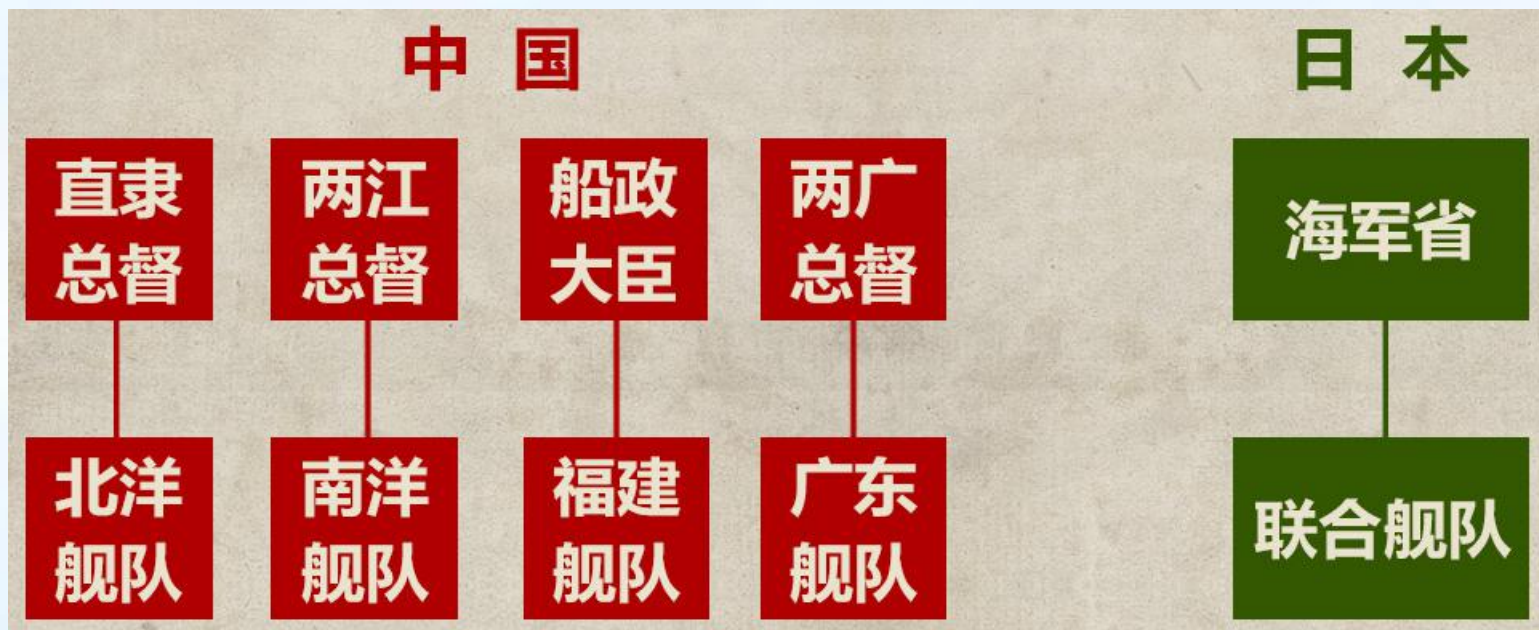 中国
日本
直隶
总督
两江
总督
船政
大臣
两广
总督
海军省
北洋
舰队
南洋
舰队
福建
舰队
广东
舰队
联合舰队